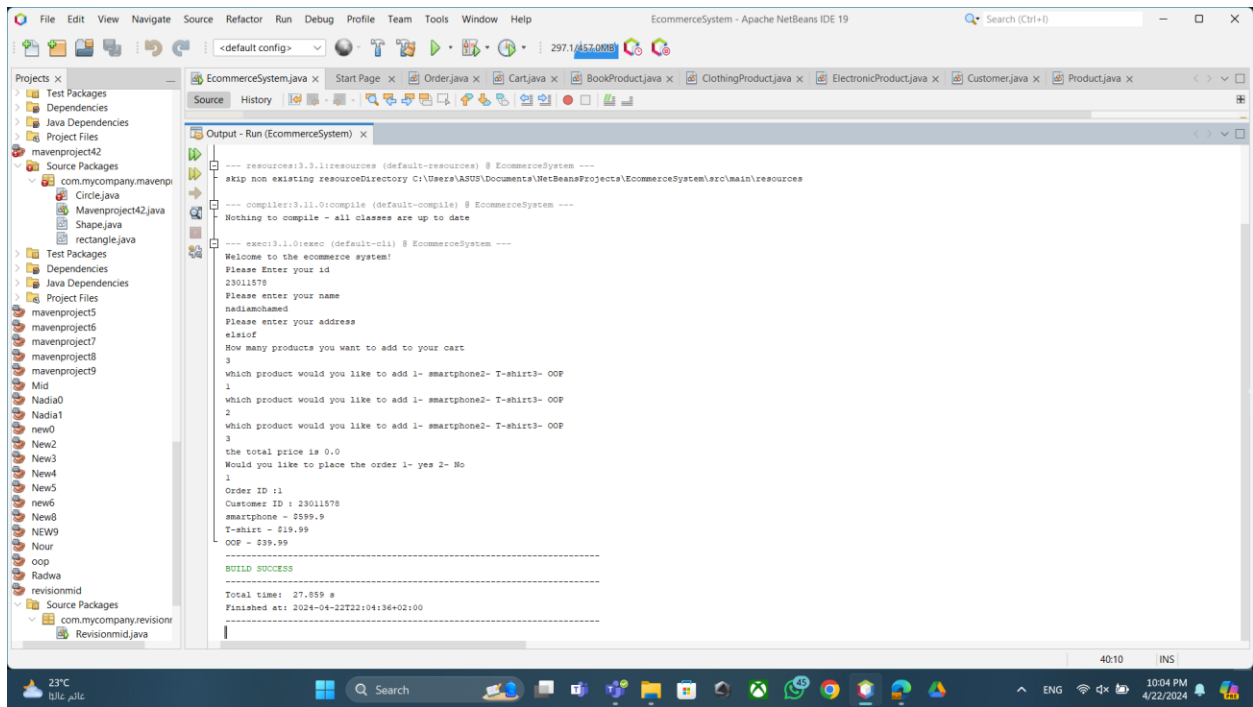 File Edit View Navigate Source Refactor Run Debug Profile Team Tools Window Help
EcommerceSystem - Apache NetBeans IDE 19
Search (Ctrl+I)
<default config>
297.1/457.0MB
Projects
EcommerceSystem.java Start Page Order.java Cart.java BookProduct.java ClothingProduct.java ElectronicProduct.java Customer.java Product.java
Source History
Output - Run (EcommerceSystem)
Test Packages
Dependencies
Java Dependencies
Project Files
mavenproject42
Source Packages
com.mycompany.mavenp
Circle.java
Mavenproject42.java
Shape.java
rectangle.java
Test Packages
Dependencies
Java Dependencies
Project Files
mavenproject5
mavenproject6
mavenproject7
mavenproject8
mavenproject9
Mid
Nadia0
Nadia1
new0
New2
New3
New4
New5
new6
New8
NEW9
Nour
oop
Radwa
revisionmid
Source Packages
com.mycompany.revisionr
Revisionmid.java
--- resources:3.3.1:resources (default-resources) @ EcommerceSystem ---
skip non existing resourceDirectory C:\Users\ASUS\Documents\NetBeansProjects\EcommerceSystem\src\main\resources
--- compiler:3.11.0:compile (default-compile) @ EcommerceSystem ---
Nothing to compile - all classes are up to date
--- exec:3.1.0:exec (default-cli) @ EcommerceSystem ---
Welcome to the ecommerce system!
Please Enter your id
23011578
Please enter your name
nadiamohamed
Please enter your address
elsiof
How many products you want to add to your cart
3
which product would you like to add 1- smartphone2- T-shirt3- OOP
1
which product would you like to add 1- smartphone2- T-shirt3- OOP
2
which product would you like to add 1- smartphone2- T-shirt3- OOP
3
the total price is 0.0
Would you like to place the order 1- yes 2- No
1
Order ID :1
Customer ID : 23011578
smartphone - $599.9
T-shirt - $19.99
OOP - $39.99
------------------------------------------------------------------------
BUILD SUCCESS
------------------------------------------------------------------------
Total time:  27.859 s
Finished at: 2024-04-22T22:04:36+02:00
------------------------------------------------------------------------
40:10 INS
23°C
غائم غالبًا
Search
45
ENG
10:04 PM
4/22/2024